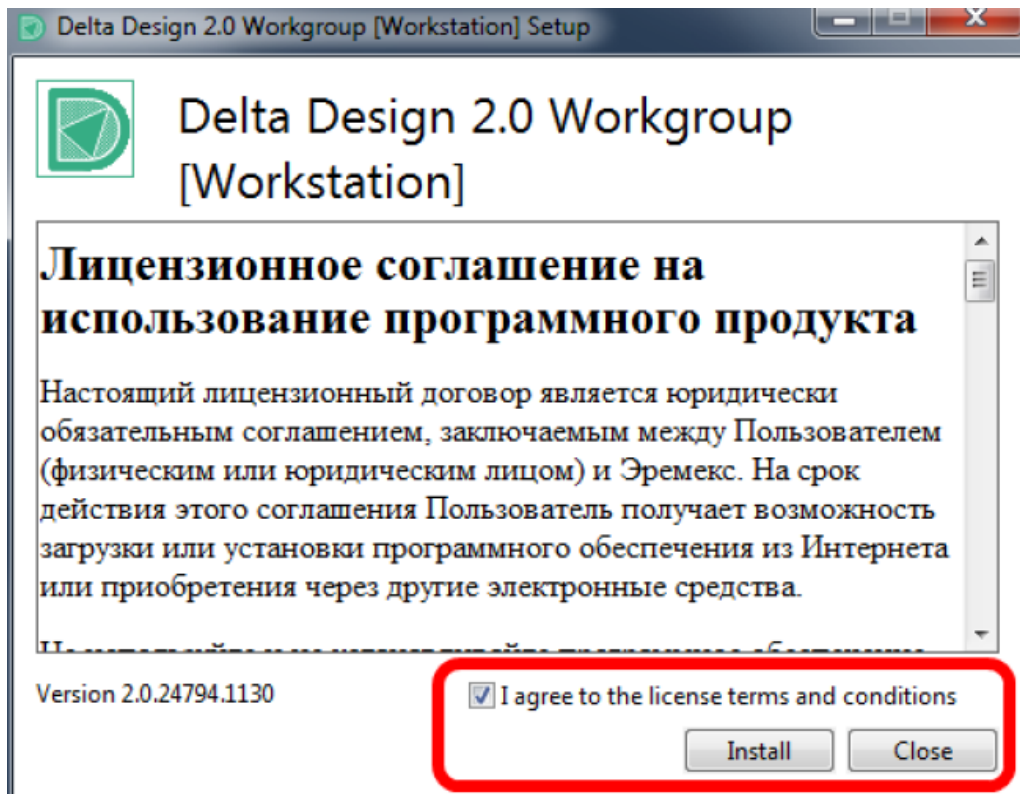 Delta Design 2.0 Workgroup [Workstation] Setup
Delta Design 2.0 Workgroup
[Workstation]
Лицензионное соглашение на
использование программного продукта
Настоящий лицензионный договор является юридически
обязательным соглашением, заключаемым между Пользователем
(физическим или юридическим лицом) и Эремекс. На срок
действия этого соглашения Пользователь получает возможность
загрузки или установки программного обеспечения из Интернета
или приобретения через другие электронные средства.
Version 2.0.24794.1130
I agree to the license terms and conditions
Install
Close